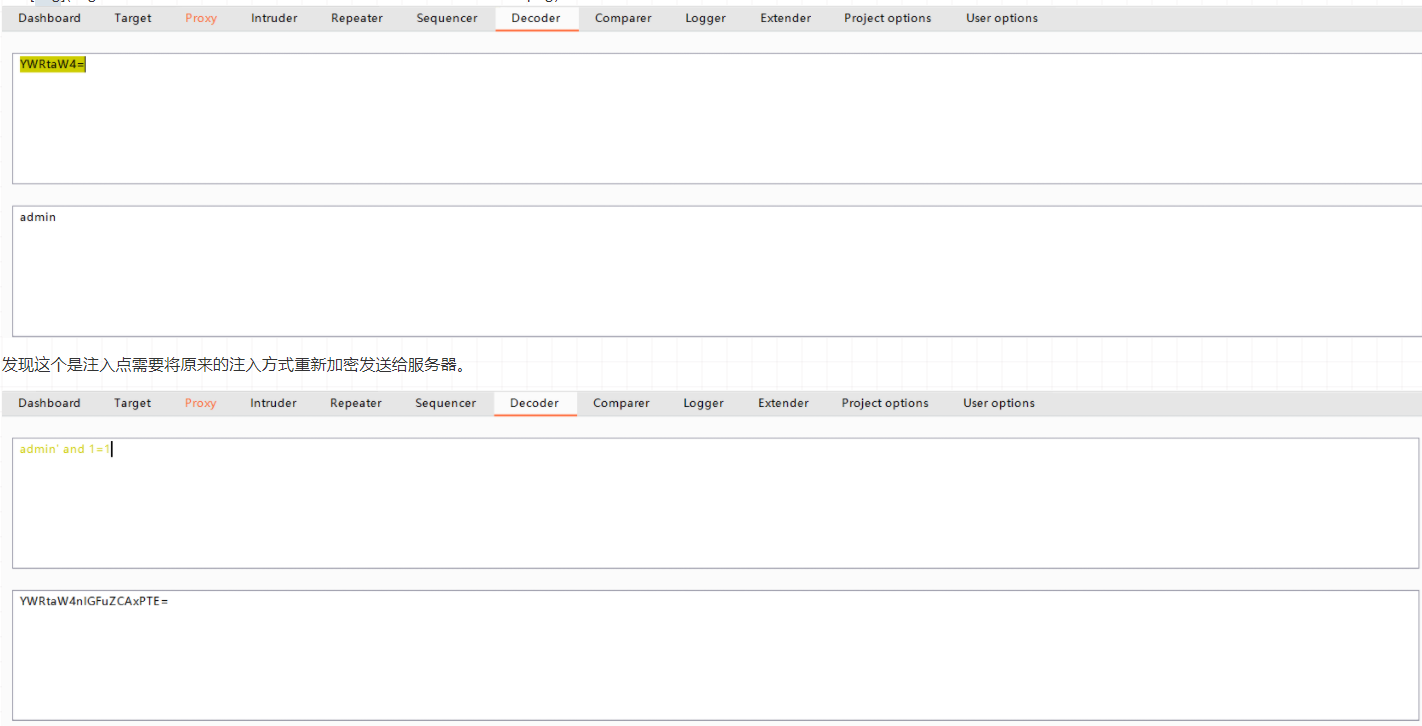 Dashboard Target Proxy Intruder Repeater Sequencer Decoder Comparer Logger Extender Project options User options
YWRtaW4=
admin
发现这个是注入点需要将原来的注入方式重新加密发送给服务器。
Dashboard Target Proxy Intruder Repeater Sequencer Decoder Comparer Logger Extender Project options User options
admin' and 1=1
YWRtaW4nIGFuZCAxPTE=